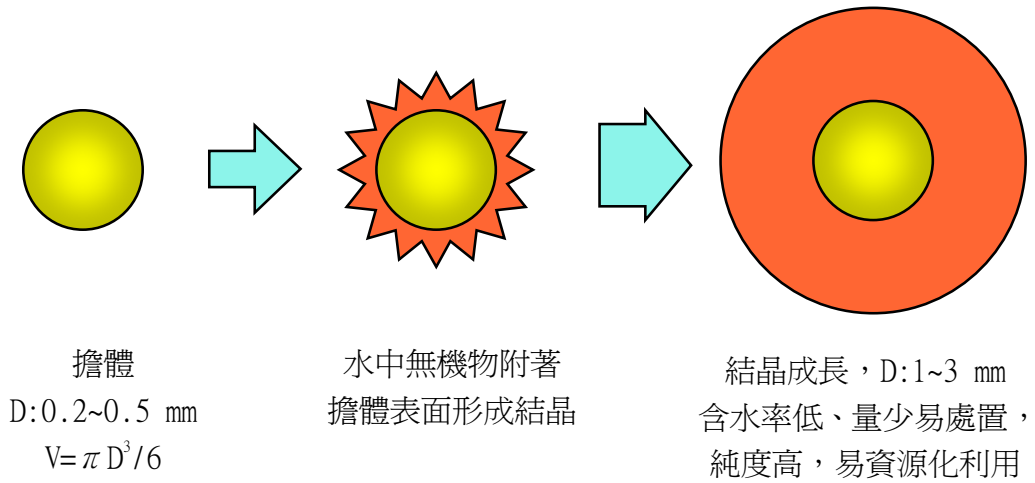 擔體
D:0.2~0.5 mm
V=πD³/6
水中無機物附著
擔體表面形成結晶
結晶成長，D:1~3 mm
含水率低、量少易處置，
純度高，易資源化利用